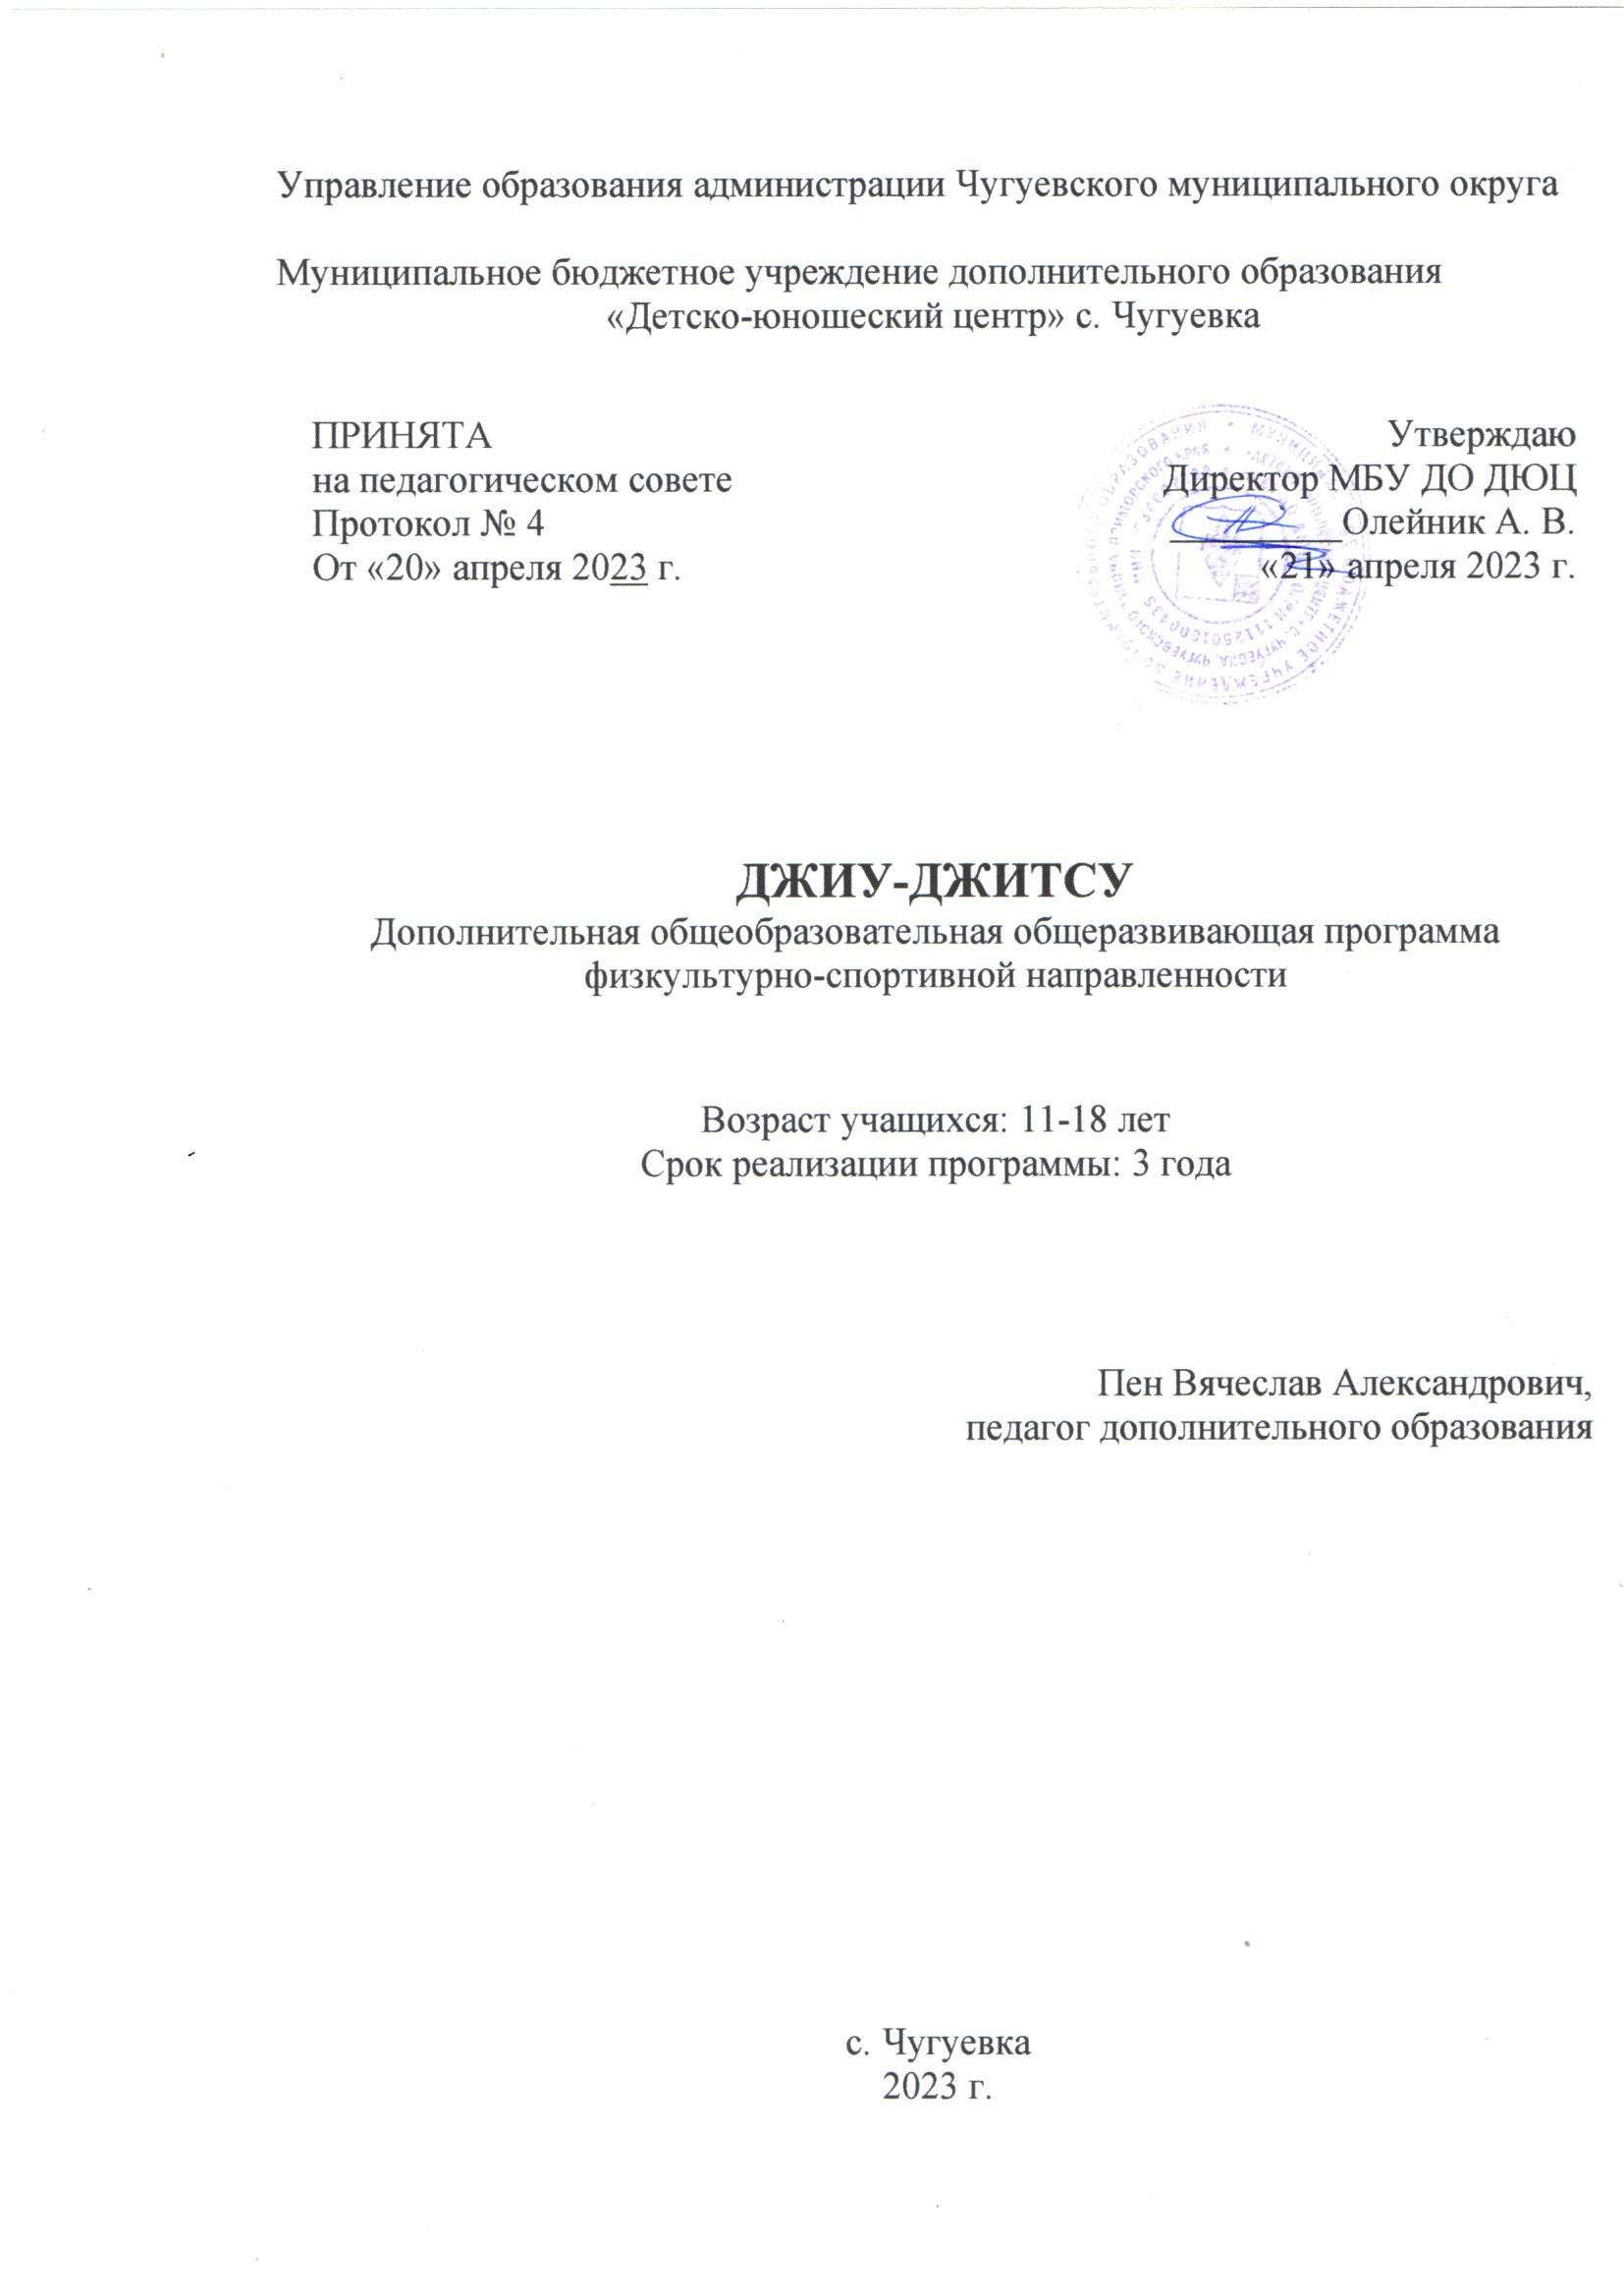 Управление образования администрации Чугуевского муниципального округа
Муниципальное бюджетное учреждение дополнительного образования
«Детско-юношеский центр» с. Чугуевка
ПРИНЯТА
на педагогическом совете
Протокол № 4
От «20» апреля 2023 г.
Утверждаю
Директор МБУ ДО ДЮЦ
Олейник А. В.
«21» апреля 2023 г.
ДЖИУ-ДЖИТСУ
Дополнительная общеобразовательная общеразвивающая программа
физкультурно-спортивной направленности
Возраст учащихся: 11-18 лет
Срок реализации программы: 3 года
Пен Вячеслав Александрович,
педагог дополнительного образования
с. Чугуевка
2023 г.